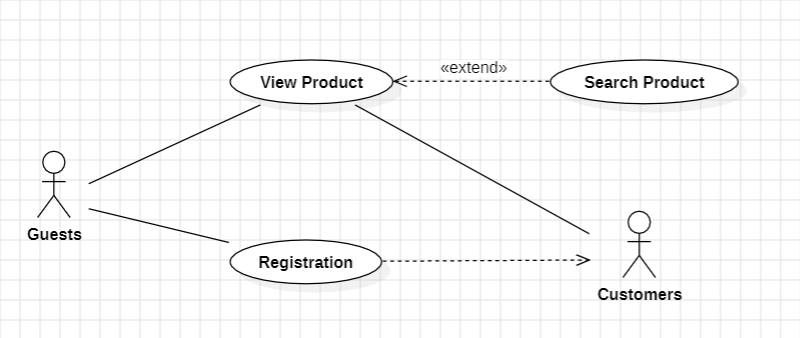 «extend»
View Product
Search Product
Guests
Registration
Customers